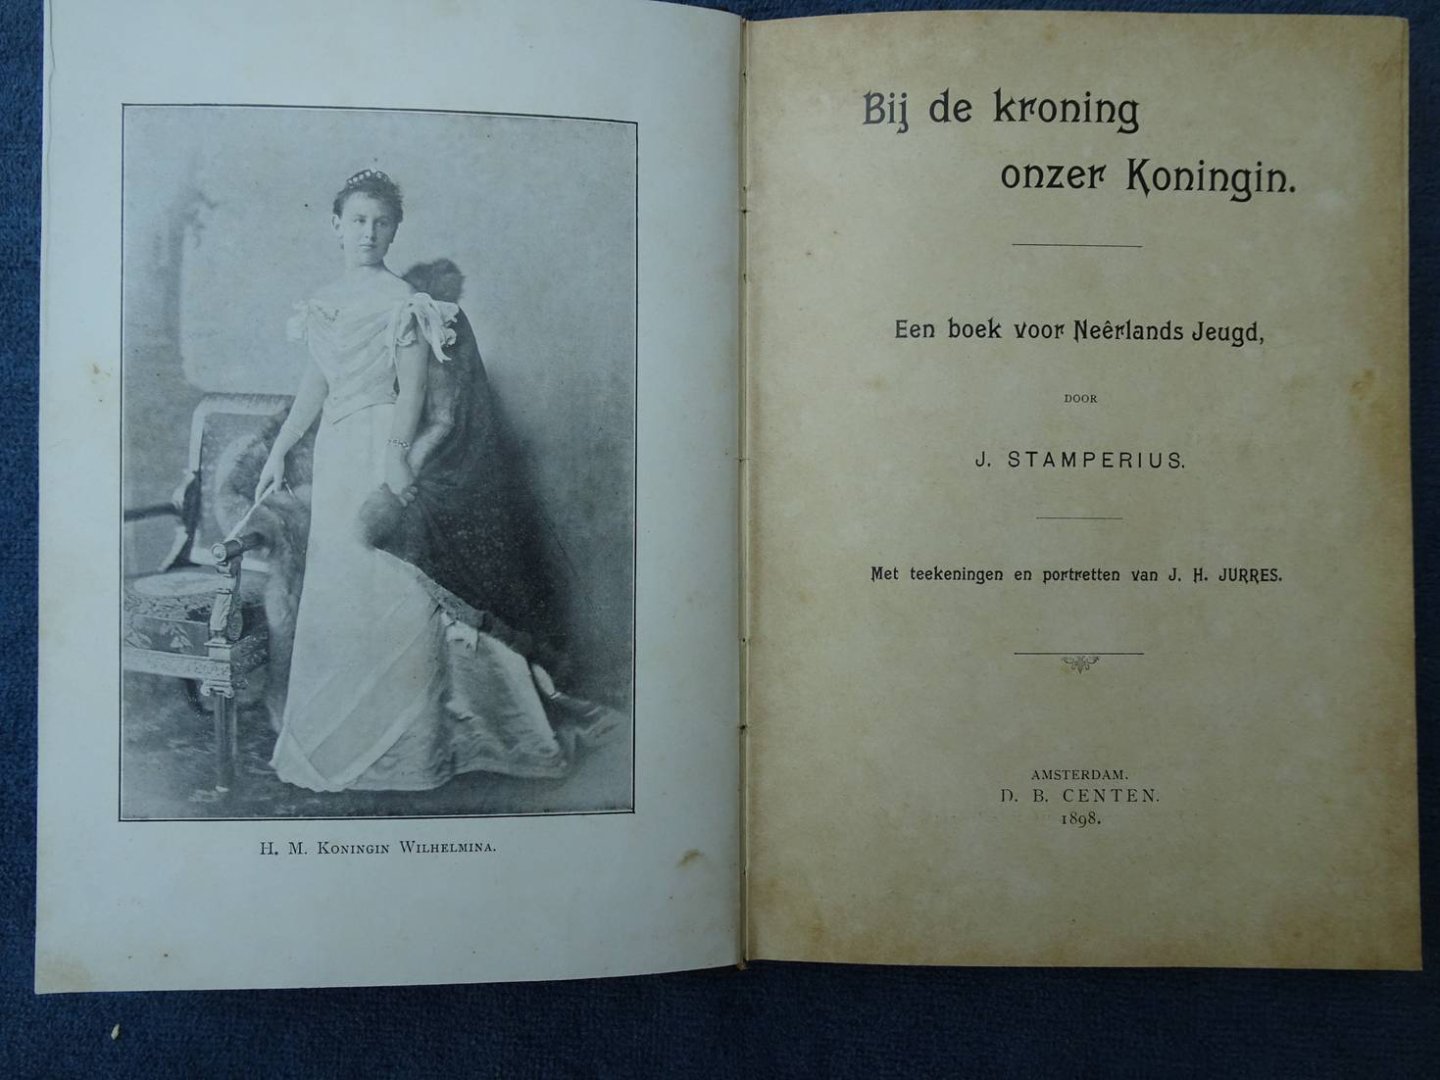 H. M. Koningin Wilhelmina.
Bij de kroning
onzer Koningin.
Een boek voor Neêrlands Jeugd,
DOOR
J. STAMPERIUS.
Met teekeningen en portretten van J. H. JURRES.
AMSTERDAM.
D. B. CENTEN.
1898.